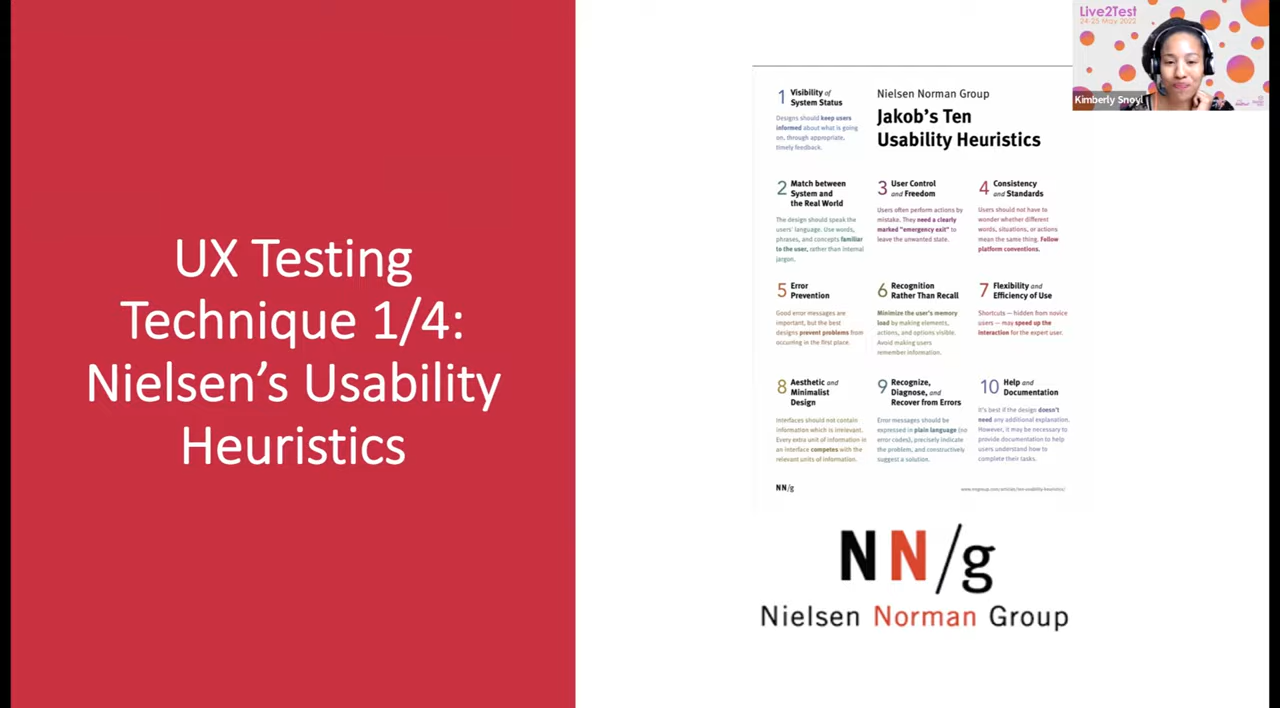 UX Testing
Technique 1/4:
Nielsen's Usability
Heuristics
1 Visibility of
System Status
Designs should keep users
informed about what is going
on, through appropriate,
timely feedback.
Nielsen Norman Group
Jakob's Ten
Usability Heuristics
2 Match between
System and
the Real World
The design should speak the
users' language. Use words,
phrases, and concepts familiar
to the user, rather than internal
jargon.
3 User Control
and Freedom
Users often perform actions by
mistake. They need a clearly
marked "emergency exit" to
leave the unwanted state.
4 Consistency
and Standards
Users should not have to
wonder whether different
words, situations, or actions
mean the same thing. Follow
platform conventions.
5 Error
Prevention
Good error messages are
important, but the best
designs prevent problems from
occurring in the first place.
6 Recognition
Rather Than Recall
Minimize the user's memory
load by making elements,
actions, and options visible.
Avoid making users
remember information.
7 Flexibility and
Efficiency of Use
Shortcuts — hidden from novice
users — may speed up the
interaction for the expert user.
8 Aesthetic and
Minimalist
Design
Interfaces should not contain
information which is irrelevant.
Every extra unit of information in
an interface competes with the
relevant units of information.
9 Recognize,
Diagnose, and
Recover from Errors
Error messages should be
expressed in plain language (no
error codes), precisely indicate
the problem, and constructively
suggest a solution.
10 Help and
Documentation
It's best if the design doesn't
need any additional explanation.
However, it may be necessary to
provide documentation to help
users understand how to
complete their tasks.
NN/g
www.nngroup.com/articles/ten-usability-heuristics/
NN/g
Nielsen Norman Group
Live2Test
24-25 May 2022
Kimberly Snoyl